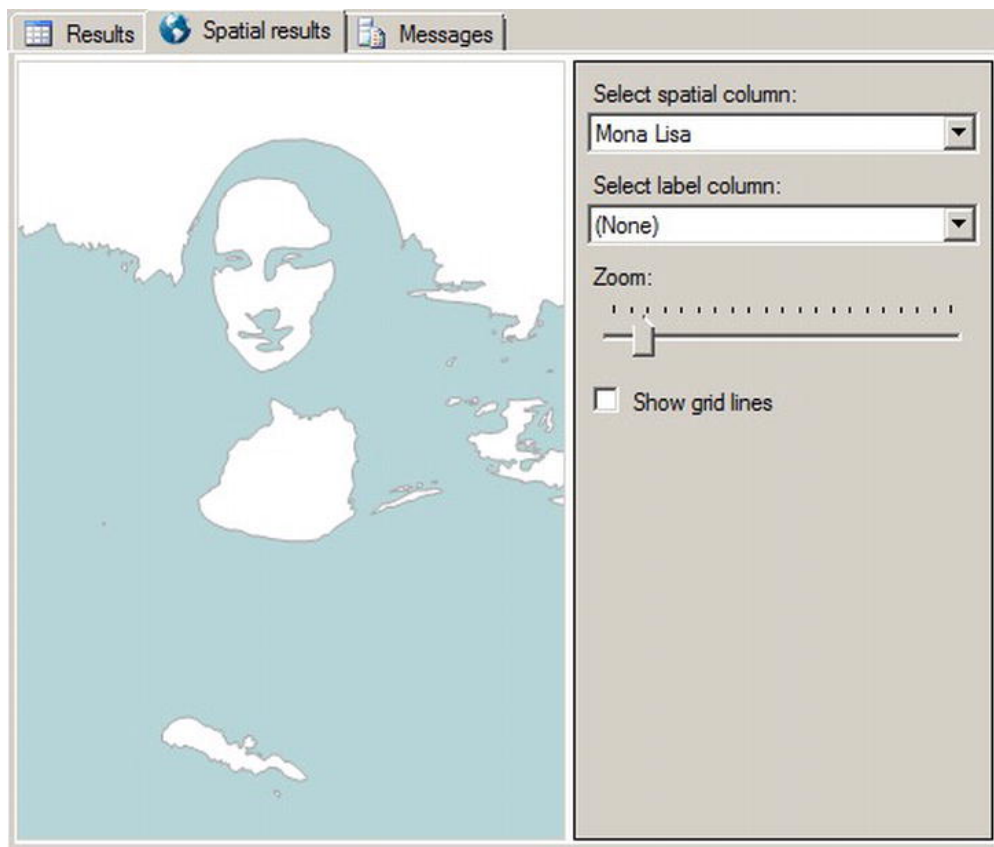 Results Spatial results Messages
Select spatial column:
Mona Lisa
Select label column:
(None)
Zoom:
Show grid lines